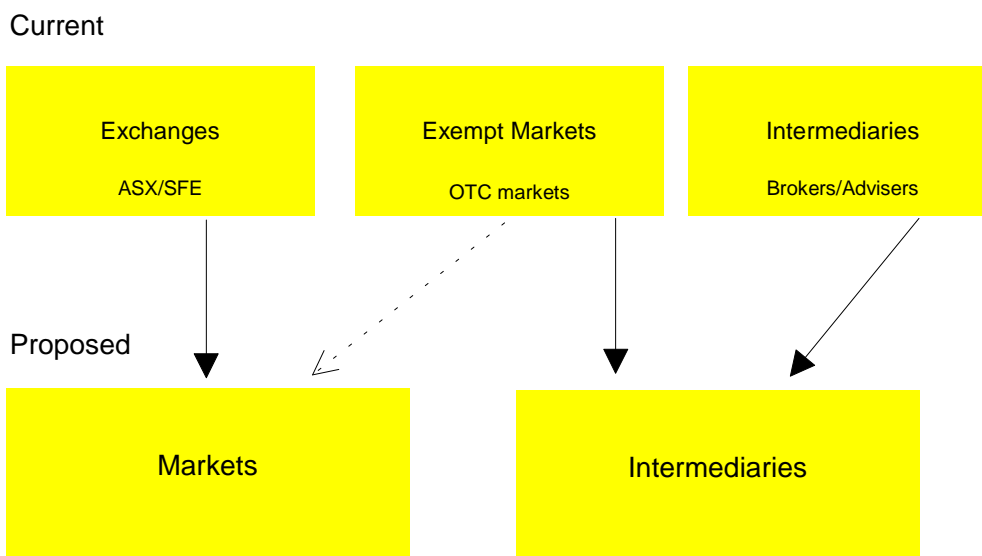 Current
Exchanges
ASX/SFE
Exempt Markets
OTC markets
Intermediaries
Brokers/Advisers
Proposed
Markets
Intermediaries